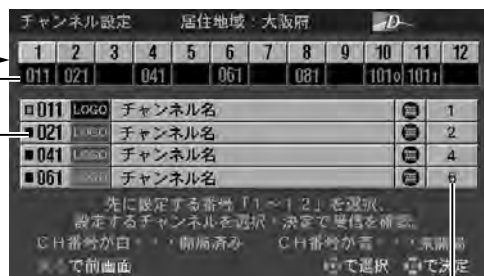 チャンネル設定 居住地域:大阪府 D
1 2 3 4 5 6 7 8 9 10 11 12
011 021 041 061 081 1010 1011
011 LOGO チャンネル名 1
021 LOGO チャンネル名 2
041 LOGO チャンネル名 4
061 LOGO チャンネル名 6
先に設定する番号「1~12」を選択、
設定するチャンネルを選択・決定で受信を確認。
CH番号が白・・・開局済み CH番号が青・・・未開局
で前画面 で選択 で決定